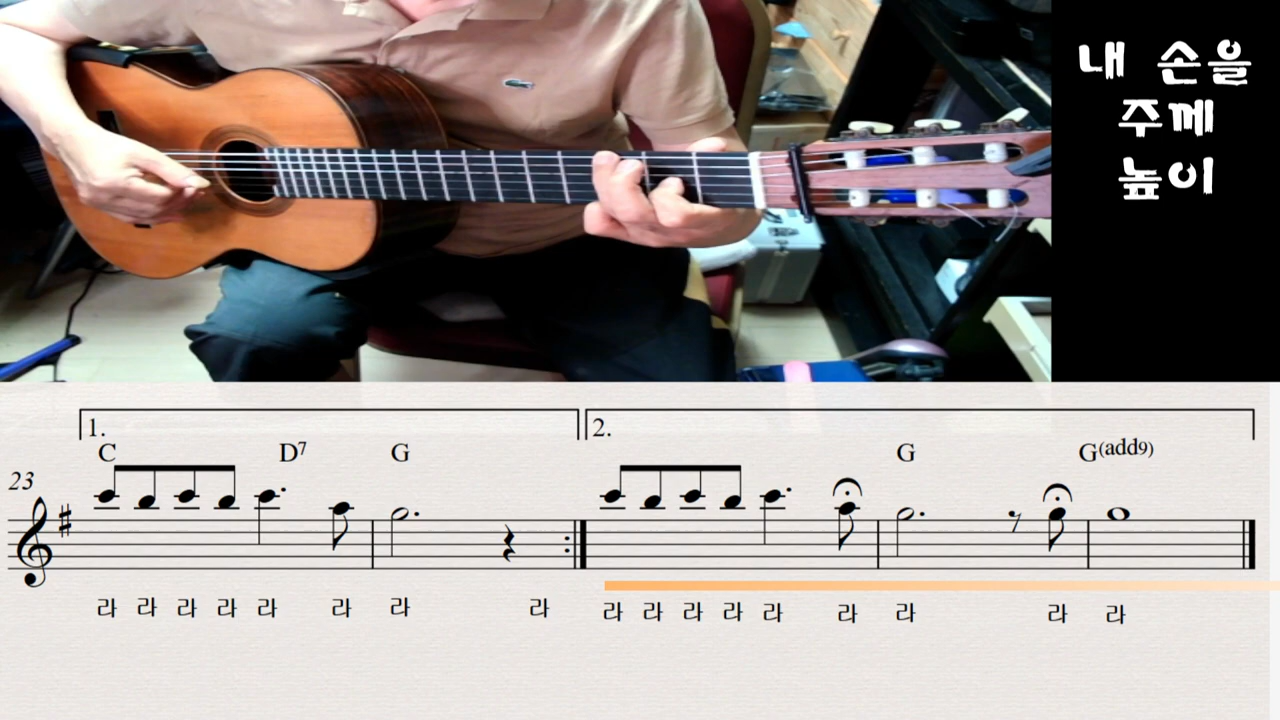 내 손을
주께
높이
1. 2.
C D7 G G G(add9)
23
라 라 라 라 라 라 라 라 라 라 라 라 라 라 라 라 라